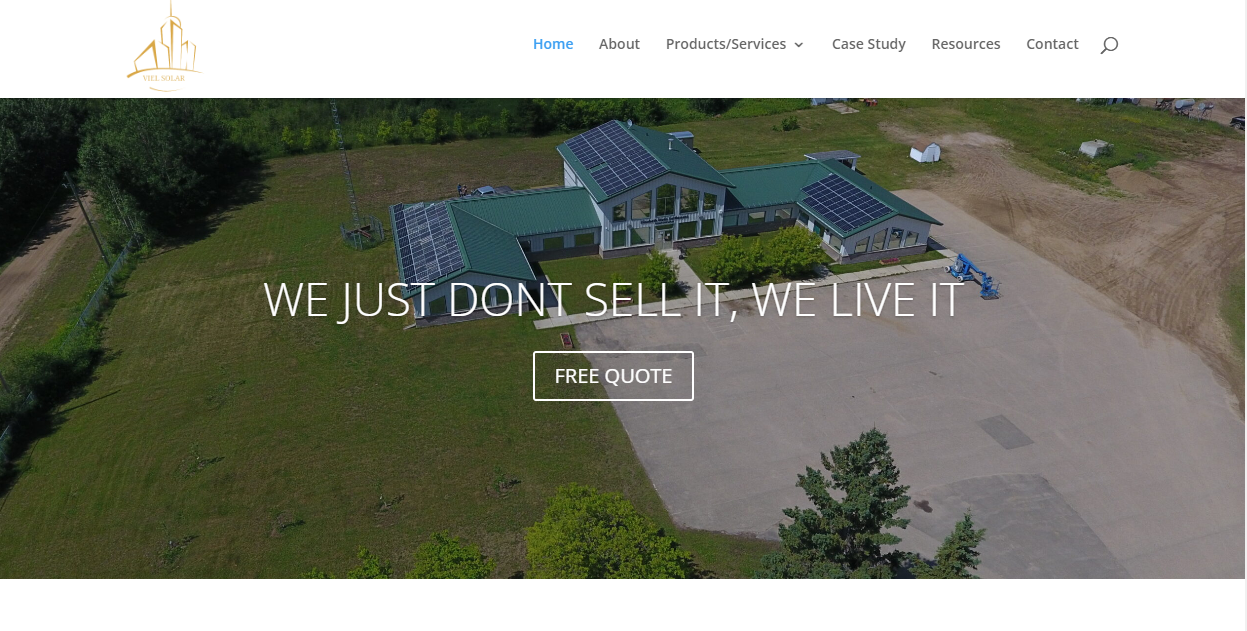 VIEL SOLAR
Home About Products/Services Case Study Resources Contact
WE JUST DONT SELL IT, WE LIVE IT
FREE QUOTE